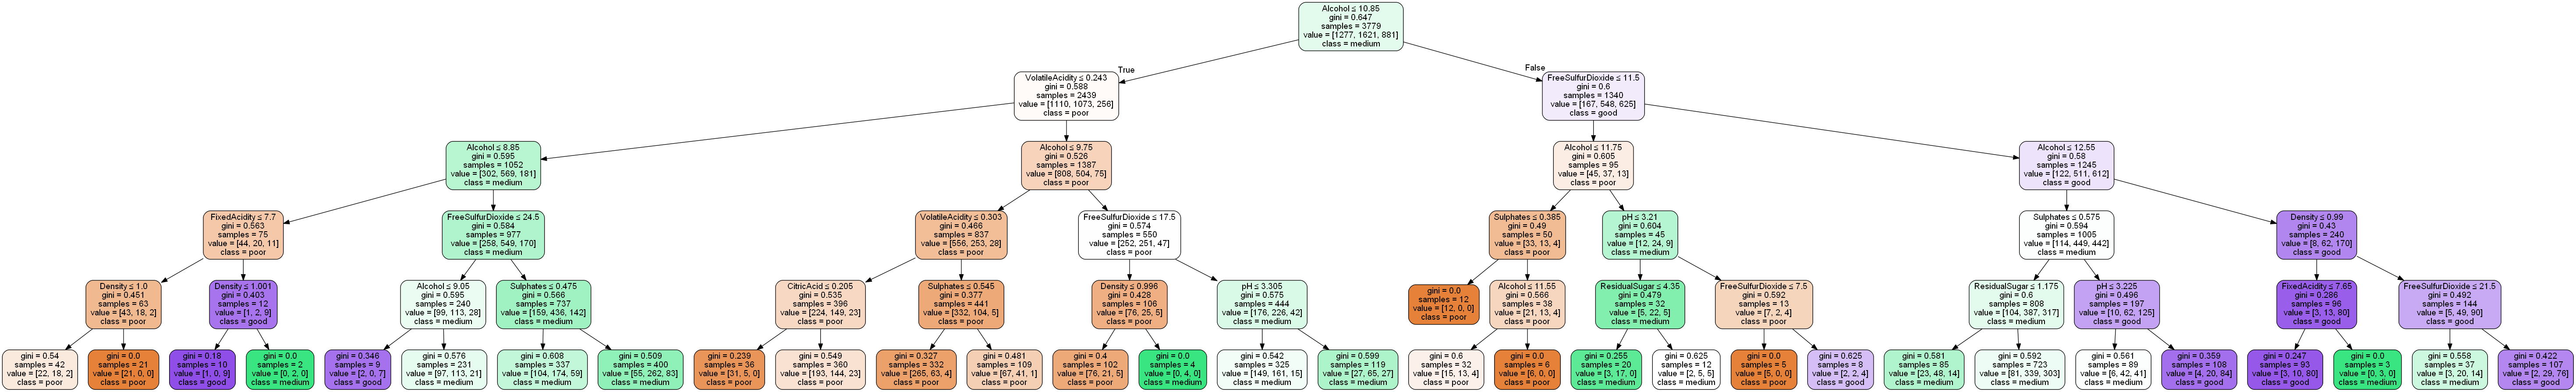 Alcohol ≤ 10.85
gini = 0.647
samples = 3779
value = [1277, 1621, 881]
class = medium
True
False
VolatileAcidity ≤ 0.243
gini = 0.588
samples = 2439
value = [1110, 1073, 256]
class = poor
FreeSulfurDioxide ≤ 11.5
gini = 0.6
samples = 1340
value = [167, 548, 625]
class = good
Alcohol ≤ 8.85
gini = 0.595
samples = 1052
value = [302, 569, 181]
class = medium
Alcohol ≤ 9.75
gini = 0.526
samples = 1387
value = [808, 504, 75]
class = poor
Alcohol ≤ 11.75
gini = 0.605
samples = 95
value = [45, 37, 13]
class = poor
Alcohol ≤ 12.55
gini = 0.58
samples = 1245
value = [122, 511, 612]
class = good
FixedAcidity ≤ 7.7
gini = 0.563
samples = 75
value = [44, 20, 11]
class = poor
FreeSulfurDioxide ≤ 24.5
gini = 0.584
samples = 977
value = [258, 549, 170]
class = medium
VolatileAcidity ≤ 0.303
gini = 0.466
samples = 837
value = [556, 253, 28]
class = poor
FreeSulfurDioxide ≤ 17.5
gini = 0.574
samples = 550
value = [252, 251, 47]
class = poor
Sulphates ≤ 0.385
gini = 0.49
samples = 50
value = [33, 13, 4]
class = poor
pH ≤ 3.21
gini = 0.604
samples = 45
value = [12, 24, 9]
class = medium
Sulphates ≤ 0.575
gini = 0.594
samples = 1005
value = [114, 449, 442]
class = medium
Density ≤ 0.99
gini = 0.43
samples = 240
value = [8, 62, 170]
class = good
Density ≤ 1.0
gini = 0.451
samples = 63
value = [43, 18, 2]
class = poor
Density ≤ 1.001
gini = 0.403
samples = 12
value = [1, 2, 9]
class = good
Alcohol ≤ 9.05
gini = 0.595
samples = 240
value = [99, 113, 28]
class = medium
Sulphates ≤ 0.475
gini = 0.566
samples = 737
value = [159, 436, 142]
class = medium
CitricAcid ≤ 0.205
gini = 0.535
samples = 396
value = [224, 149, 23]
class = poor
Sulphates ≤ 0.545
gini = 0.377
samples = 441
value = [332, 104, 5]
class = poor
Density ≤ 0.996
gini = 0.428
samples = 106
value = [76, 25, 5]
class = poor
pH ≤ 3.305
gini = 0.575
samples = 444
value = [176, 226, 42]
class = medium
gini = 0.0
samples = 12
value = [12, 0, 0]
class = poor
Alcohol ≤ 11.55
gini = 0.566
samples = 38
value = [21, 13, 4]
class = poor
ResidualSugar ≤ 4.35
gini = 0.479
samples = 32
value = [5, 22, 5]
class = medium
FreeSulfurDioxide ≤ 7.5
gini = 0.592
samples = 13
value = [7, 2, 4]
class = poor
ResidualSugar ≤ 1.175
gini = 0.6
samples = 808
value = [104, 387, 317]
class = medium
pH ≤ 3.225
gini = 0.496
samples = 197
value = [10, 62, 125]
class = good
FixedAcidity ≤ 7.65
gini = 0.286
samples = 96
value = [3, 13, 80]
class = good
FreeSulfurDioxide ≤ 21.5
gini = 0.492
samples = 144
value = [5, 49, 90]
class = good
gini = 0.54
samples = 42
value = [22, 18, 2]
class = poor
gini = 0.0
samples = 21
value = [21, 0, 0]
class = poor
gini = 0.18
samples = 10
value = [1, 0, 9]
class = good
gini = 0.0
samples = 2
value = [0, 2, 0]
class = medium
gini = 0.346
samples = 9
value = [2, 0, 7]
class = good
gini = 0.576
samples = 231
value = [97, 113, 21]
class = medium
gini = 0.608
samples = 337
value = [104, 174, 59]
class = medium
gini = 0.509
samples = 400
value = [55, 262, 83]
class = medium
gini = 0.239
samples = 36
value = [31, 5, 0]
class = poor
gini = 0.549
samples = 360
value = [193, 144, 23]
class = poor
gini = 0.327
samples = 332
value = [265, 63, 4]
class = poor
gini = 0.481
samples = 109
value = [67, 41, 1]
class = poor
gini = 0.4
samples = 102
value = [76, 21, 5]
class = poor
gini = 0.0
samples = 4
value = [0, 4, 0]
class = medium
gini = 0.542
samples = 325
value = [149, 161, 15]
class = medium
gini = 0.599
samples = 119
value = [27, 65, 27]
class = medium
gini = 0.6
samples = 32
value = [15, 13, 4]
class = poor
gini = 0.0
samples = 6
value = [6, 0, 0]
class = poor
gini = 0.255
samples = 20
value = [3, 17, 0]
class = medium
gini = 0.625
samples = 12
value = [2, 5, 5]
class = medium
gini = 0.0
samples = 5
value = [5, 0, 0]
class = poor
gini = 0.625
samples = 8
value = [2, 2, 4]
class = good
gini = 0.581
samples = 85
value = [23, 48, 14]
class = medium
gini = 0.592
samples = 723
value = [81, 339, 303]
class = medium
gini = 0.561
samples = 89
value = [6, 42, 41]
class = medium
gini = 0.359
samples = 108
value = [4, 20, 84]
class = good
gini = 0.247
samples = 93
value = [3, 10, 80]
class = good
gini = 0.0
samples = 3
value = [0, 3, 0]
class = medium
gini = 0.558
samples = 37
value = [3, 20, 14]
class = medium
gini = 0.422
samples = 107
value = [2, 29, 76]
class = good